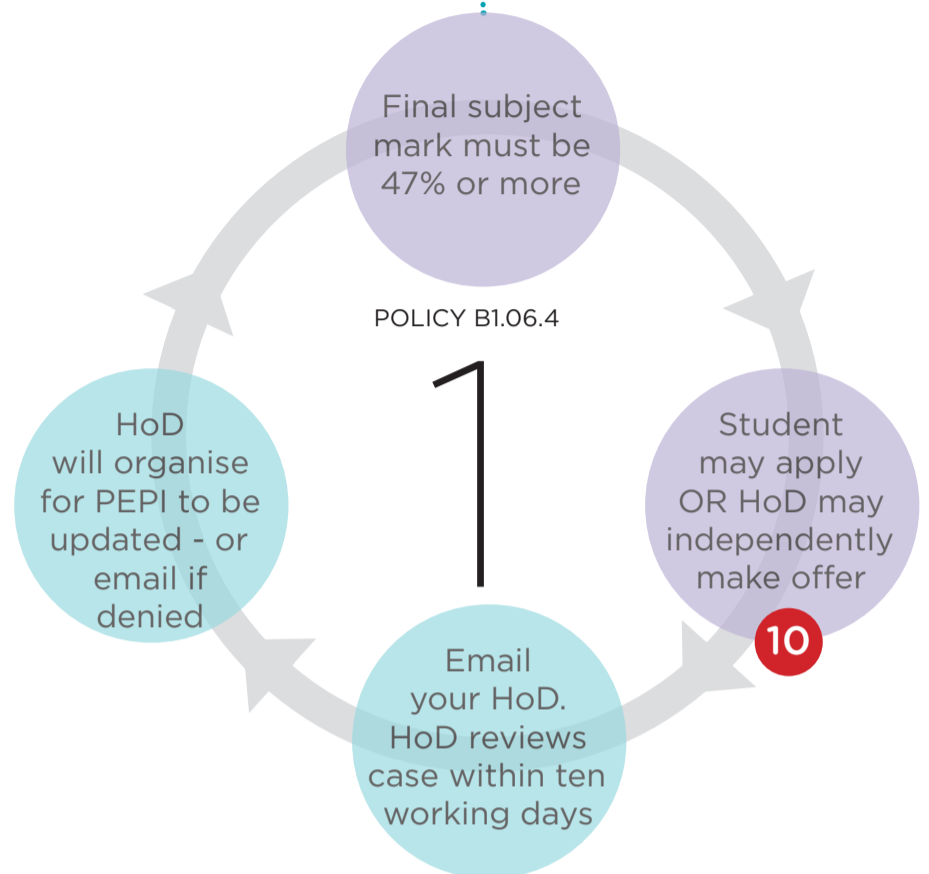 Final subject
mark must be
47% or more
POLICY B1.06.4
1
Student
may apply
OR HoD may
independently
make offer
10
Email
your HoD.
HoD reviews
case within ten
working days
HoD
will organise
for PEPI to be
updated - or
email if
denied